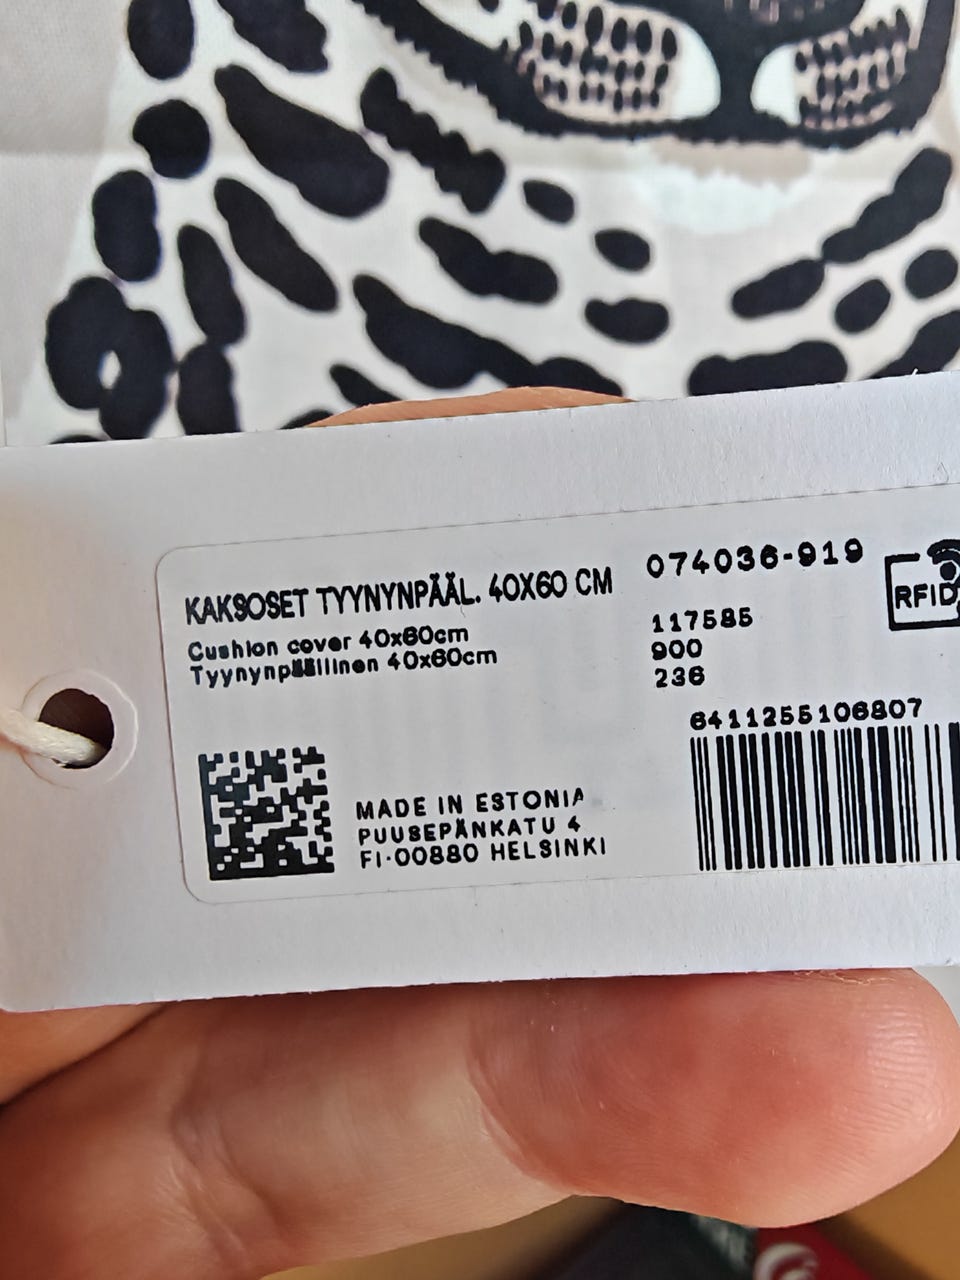 KAKSOSET TYYNYNPÄÄL. 40X60 CM
Cushion cover 40x60cm
Tyynynpäällinen 40x60cm
074036-919
117585
900
236
RFID
6411255106807
MADE IN ESTONIA
PUUSEPÄNKATU 4
FI-00880 HELSINKI